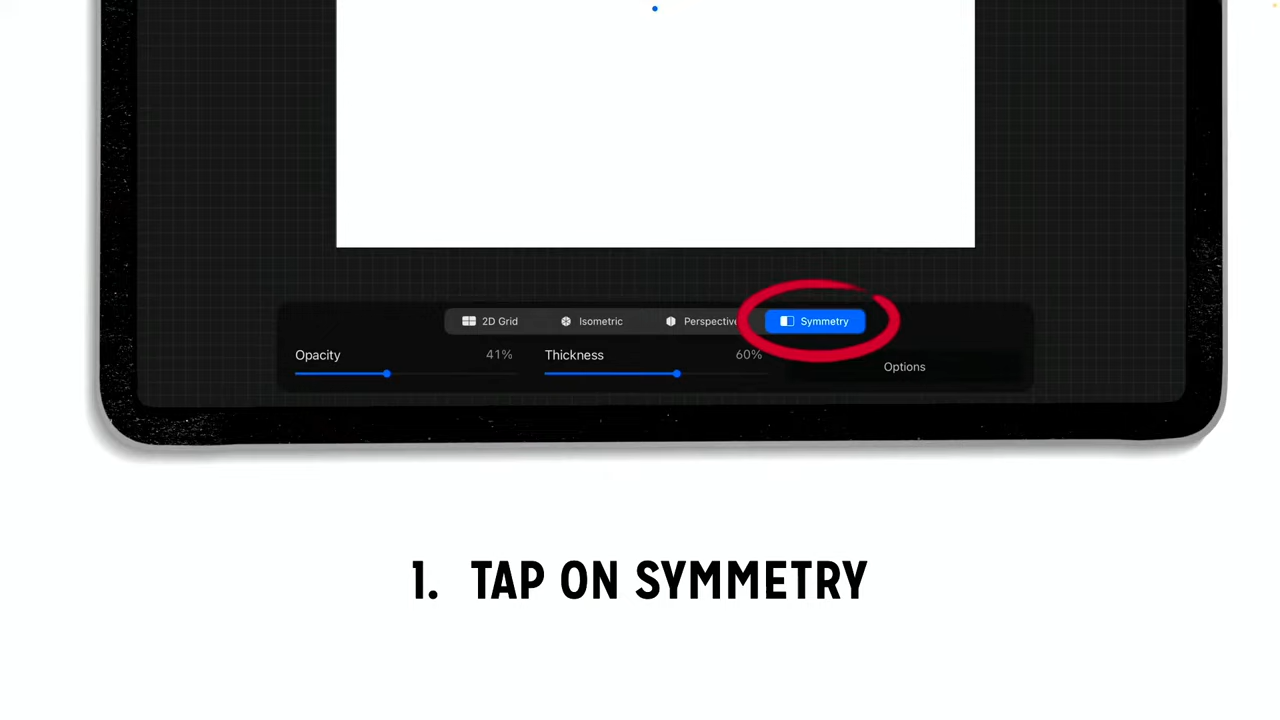 2D Grid Isometric Perspective Symmetry
Opacity 41% Thickness 60%
Options
1. TAP ON SYMMETRY